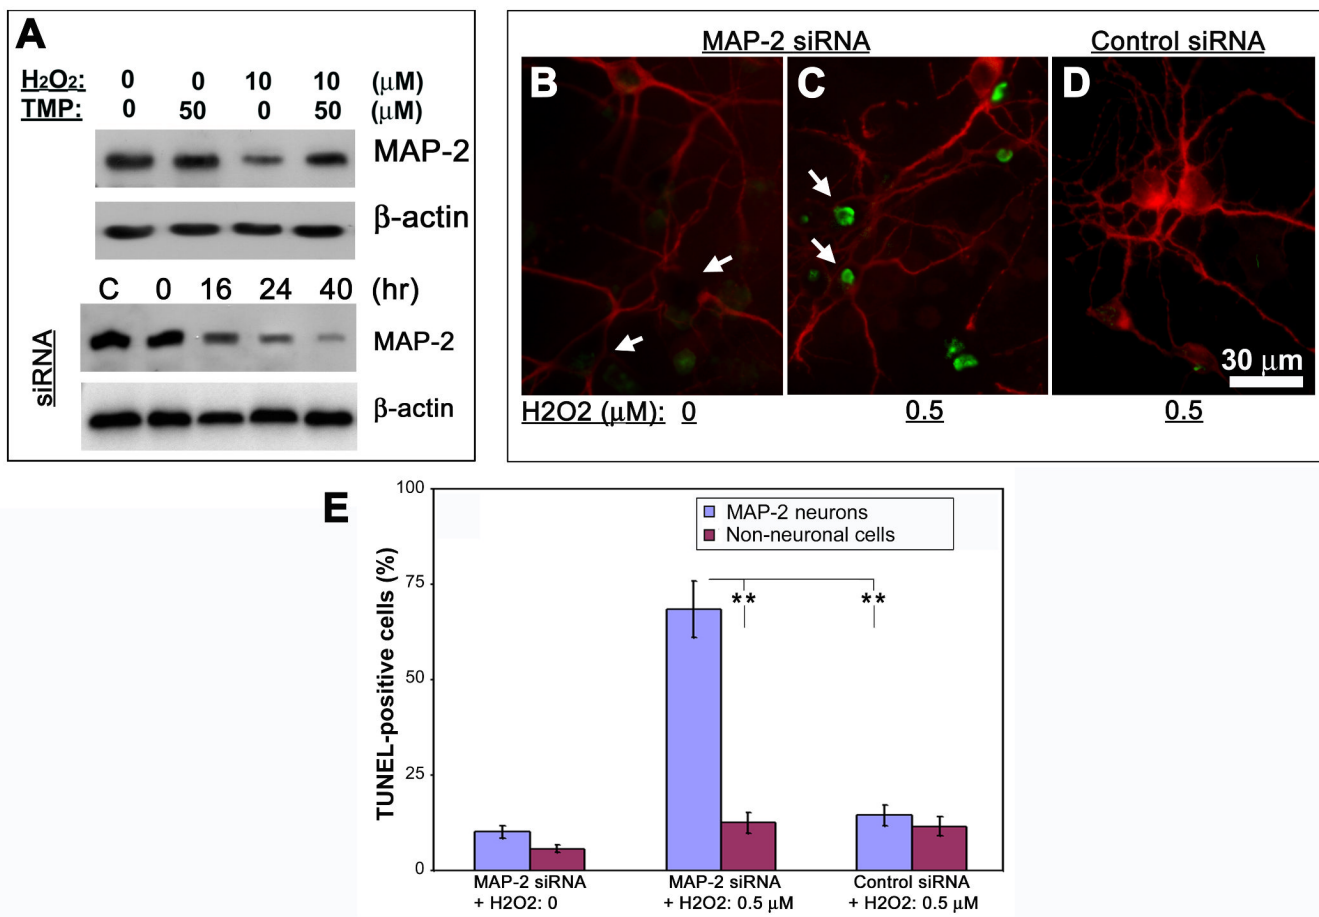 A
H2O2: 0 0 10 10 (µM)
TMP: 0 50 0 50 (µM)
MAP-2
β-actin
C 0 16 24 40 (hr)
siRNA
MAP-2
β-actin
MAP-2 siRNA Control siRNA
B C D
30 µm
H2O2 (µM): 0 0.5 0.5
E
100
75
50
25
0
TUNEL-positive cells (%)
MAP-2 neurons
Non-neuronal cells
** **
MAP-2 siRNA MAP-2 siRNA Control siRNA
+ H2O2: 0 + H2O2: 0.5 µM + H2O2: 0.5 µM